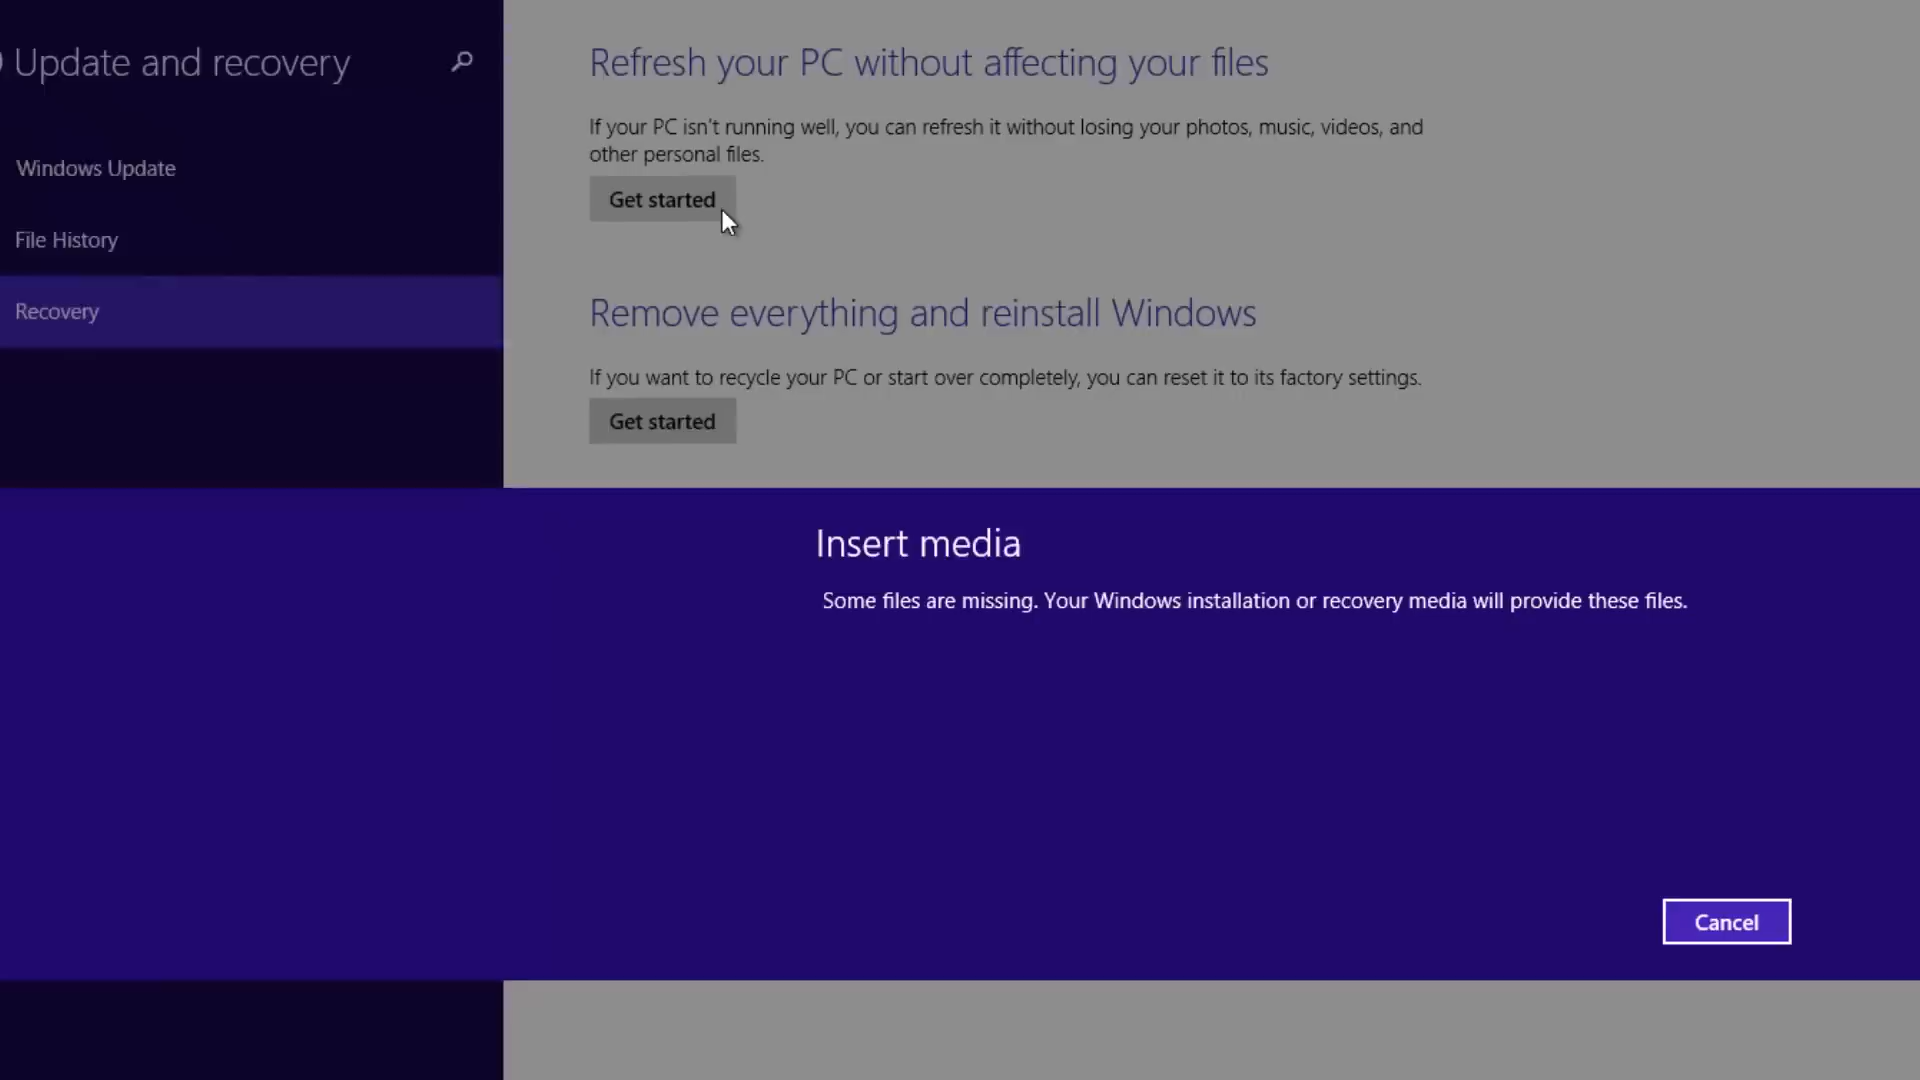 Update and recovery
Windows Update
File History
Recovery
Refresh your PC without affecting your files
If your PC isn't running well, you can refresh it without losing your photos, music, videos, and
other personal files.
Get started
Remove everything and reinstall Windows
If you want to recycle your PC or start over completely, you can reset it to its factory settings.
Get started
Insert media
Some files are missing. Your Windows installation or recovery media will provide these files.
Cancel